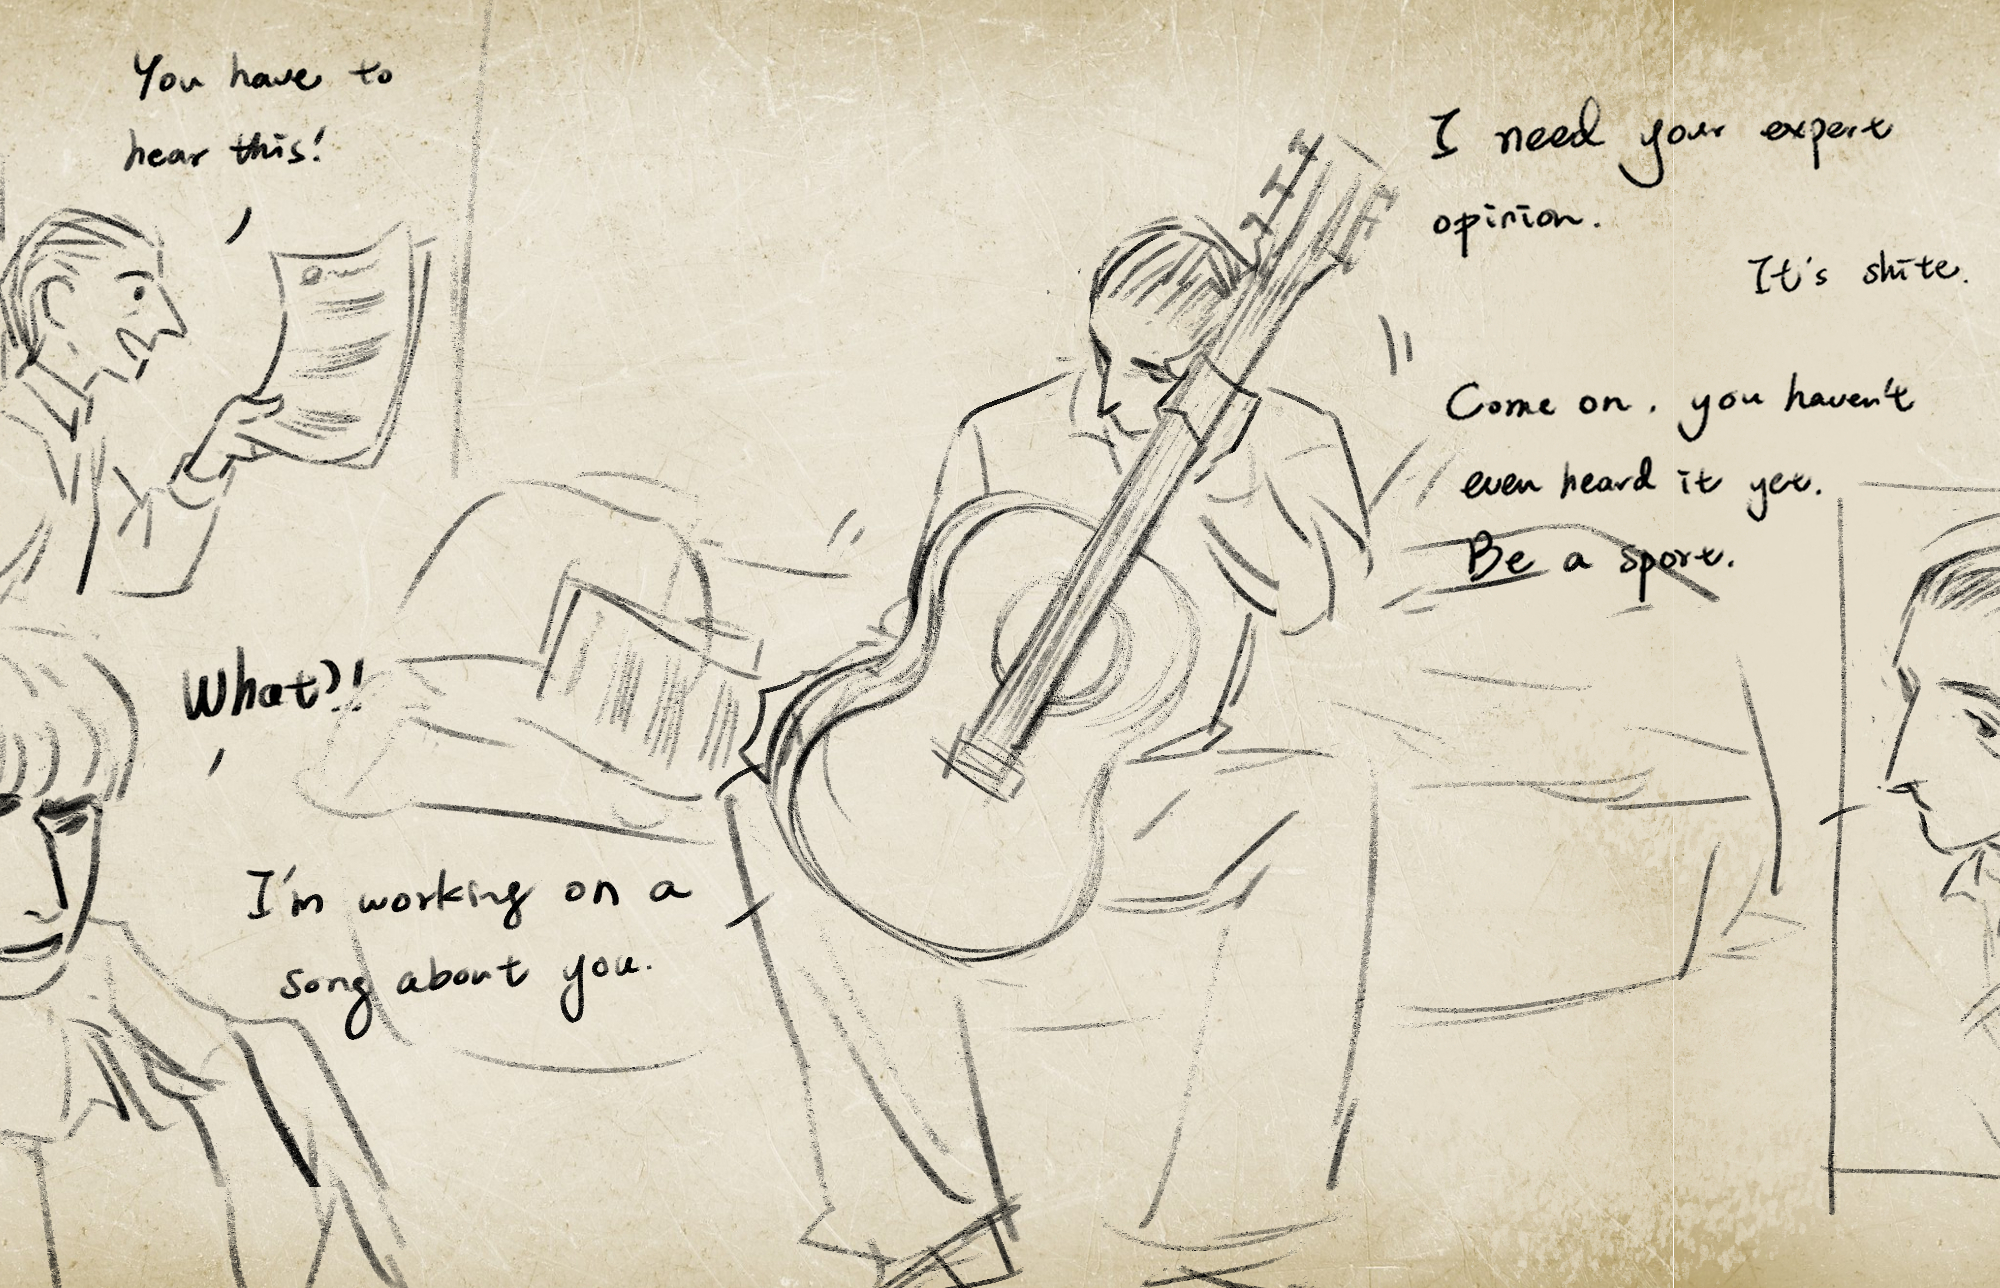 You have to
hear this!
I need your expert
opinion.
It's shite.
Come on. you haven't
even heard it yet.
Be a sport.
What?!
I'm working on a
song about you.